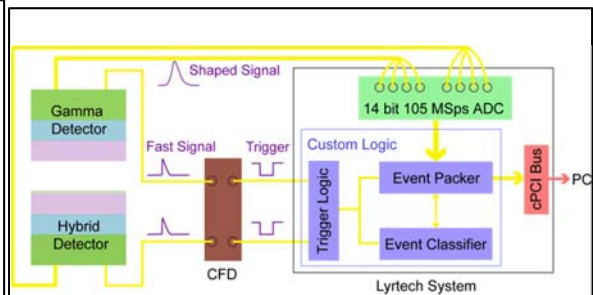 Shaped Signal
Gamma
Detector
14 bit 105 MSps ADC
Fast Signal
Trigger
Custom Logic
Trigger Logic
Event Packer
cPCI Bus
PC
Hybrid
Detector
Event Classifier
CFD
Lyrtech System